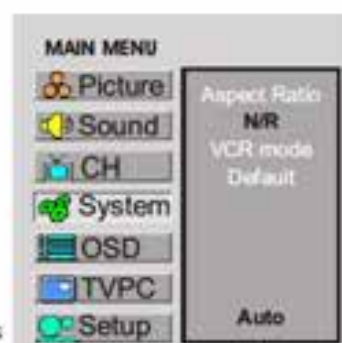 MAIN MENU
Picture
Sound
CH
System
OSD
TVPC
Setup
Aspect Ratio
N/R
VCR mode
Default
Auto